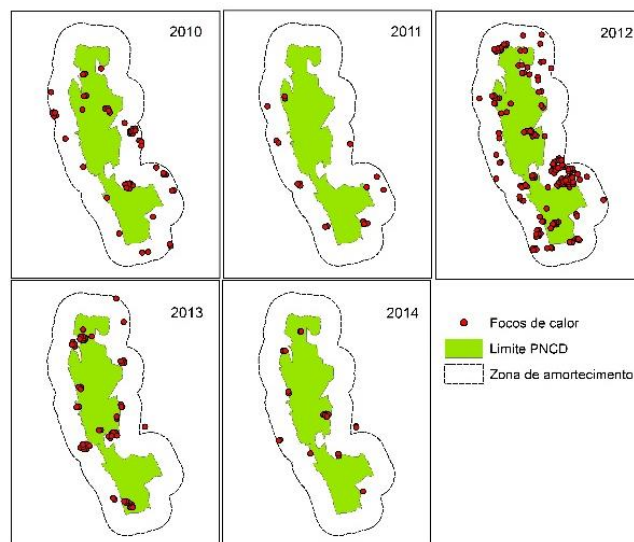 2010
2011
2012
2013
2014
Focos de calor
Limite PNCD
Zona de amortecimento